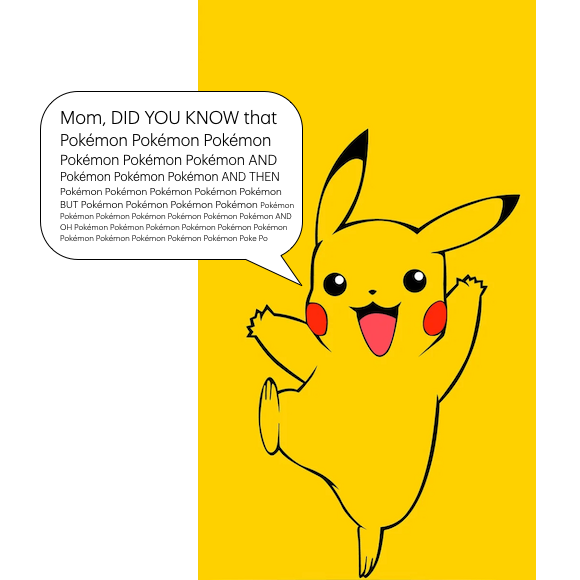 Mom, DID YOU KNOW that
Pokémon Pokémon Pokémon
Pokémon Pokémon Pokémon AND
Pokémon Pokémon Pokémon AND THEN
Pokémon Pokémon Pokémon Pokémon Pokémon
BUT Pokémon Pokémon Pokémon Pokémon Pokémon
Pokémon Pokémon Pokémon Pokémon Pokémon Pokémon AND
OH Pokémon Pokémon Pokémon Pokémon Pokémon Pokémon
Pokémon Pokémon Pokémon Pokémon Pokémon Poke Po